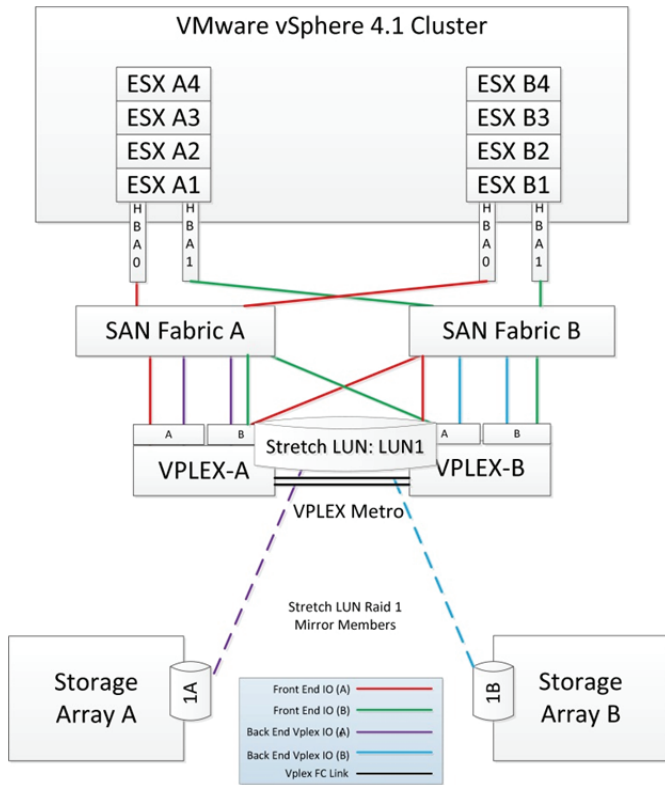 VMware vSphere 4.1 Cluster
ESX A4
ESX A3
ESX A2
ESX A1
ESX B4
ESX B3
ESX B2
ESX B1
HBA0
HBA1
HBA0
HBA1
SAN Fabric A
SAN Fabric B
A
B
A
B
Stretch LUN: LUN1
VPLEX-A
VPLEX-B
VPLEX Metro
Stretch LUN Raid 1
Mirror Members
Storage
Array A
1A
1B
Storage
Array B
Front End IO (A)
Front End IO (B)
Back End Vplex IO (A)
Back End Vplex IO (B)
Vplex FC Link